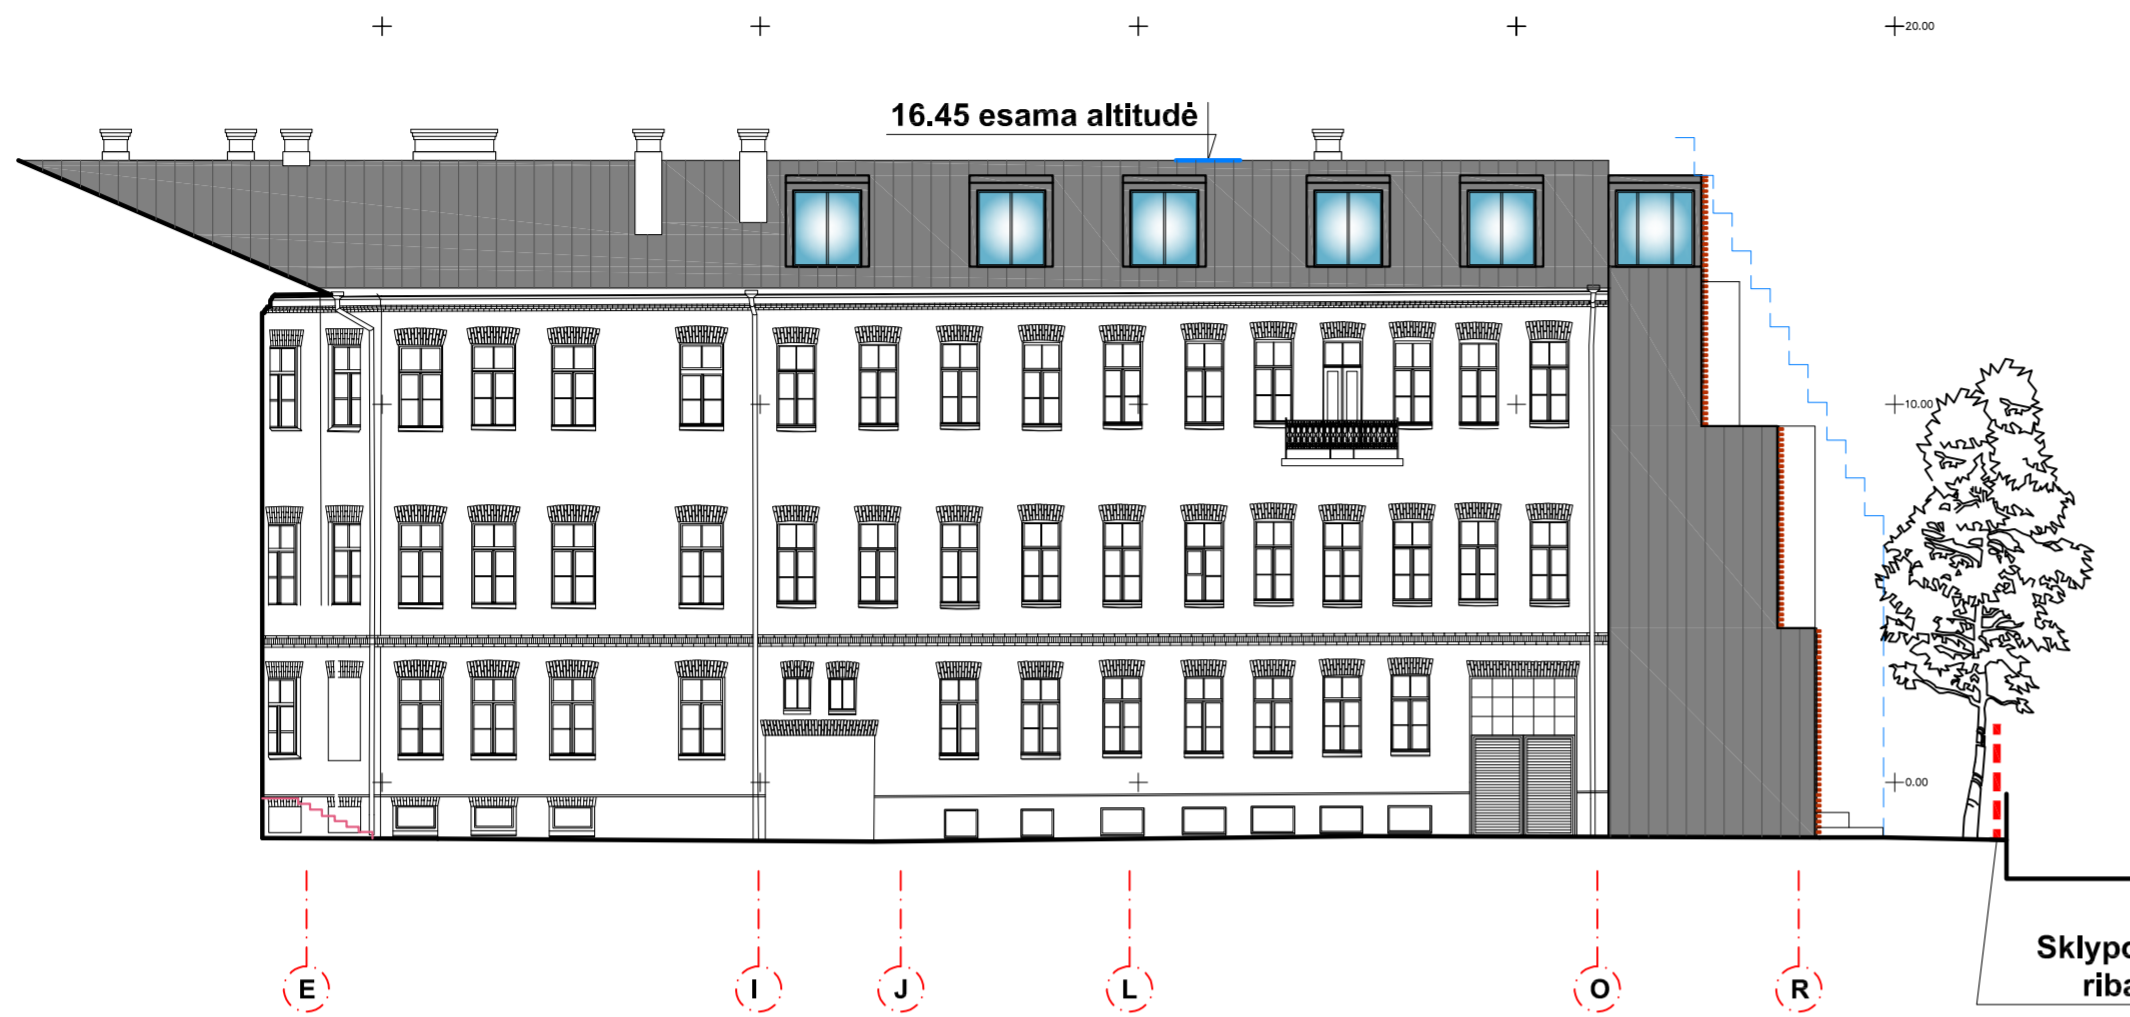 20.00
16.45 esama altitudė
10.00
0.00
Sklypo
riba
E I J L O R